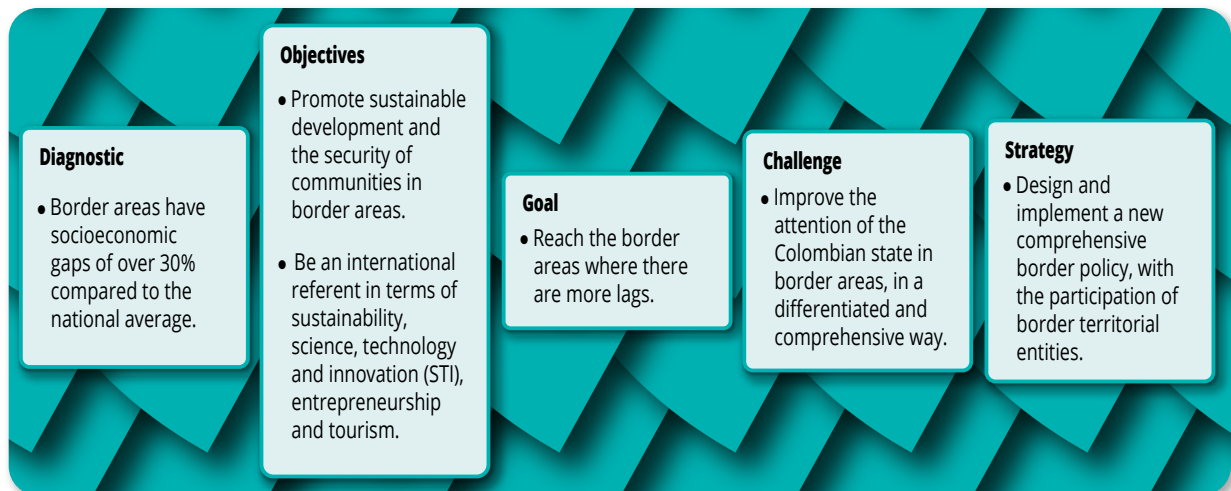 Diagnostic
• Border areas have
socioeconomic
gaps of over 30%
compared to the
national average.
Objectives
• Promote sustainable
development and
the security of
communities in
border areas.
• Be an international
referent in terms of
sustainability,
science, technology
and innovation (STI),
entrepreneurship
and tourism.
Goal
• Reach the border
areas where there
are more lags.
Challenge
• Improve the
attention of the
Colombian state in
border areas, in a
differentiated and
comprehensive way.
Strategy
• Design and
implement a new
comprehensive
border policy, with
the participation of
border territorial
entities.